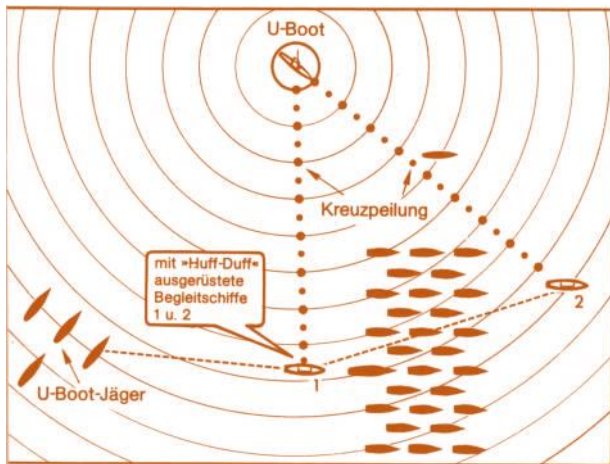 U-Boot
Kreuzpeilung
mit »Huff-Duff«
ausgerüstete
Begleitschiffe
1 u. 2
2
1
U-Boot-Jäger